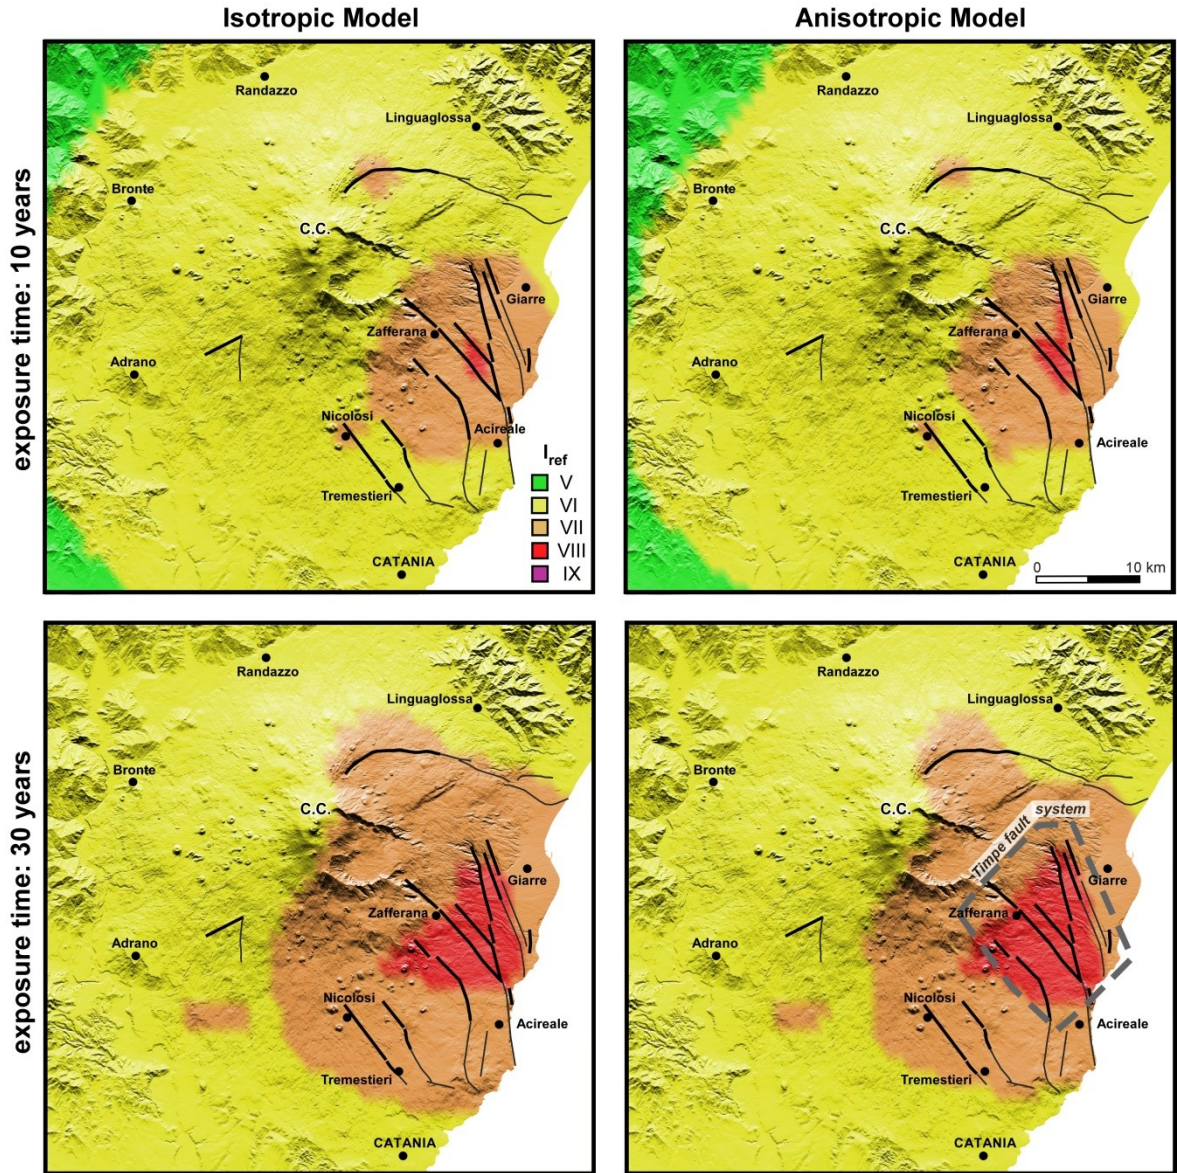 Isotropic Model
Anisotropic Model
exposure time: 10 years
Randazzo
Linguaglossa
Bronte
C.C.
Giarre
Zafferana
Adrano
Nicolosi
Acireale
Tremestieri
CATANIA
Iref
V
VI
VII
VIII
IX
Randazzo
Linguaglossa
Bronte
C.C.
Giarre
Zafferana
Adrano
Nicolosi
Acireale
Tremestieri
CATANIA
0 10 km
exposure time: 30 years
Randazzo
Linguaglossa
Bronte
C.C.
Giarre
Zafferana
Adrano
Nicolosi
Acireale
Tremestieri
CATANIA
Randazzo
Linguaglossa
Bronte
C.C.
Timpe fault system
Giarre
Zafferana
Adrano
Nicolosi
Acireale
Tremestieri
CATANIA